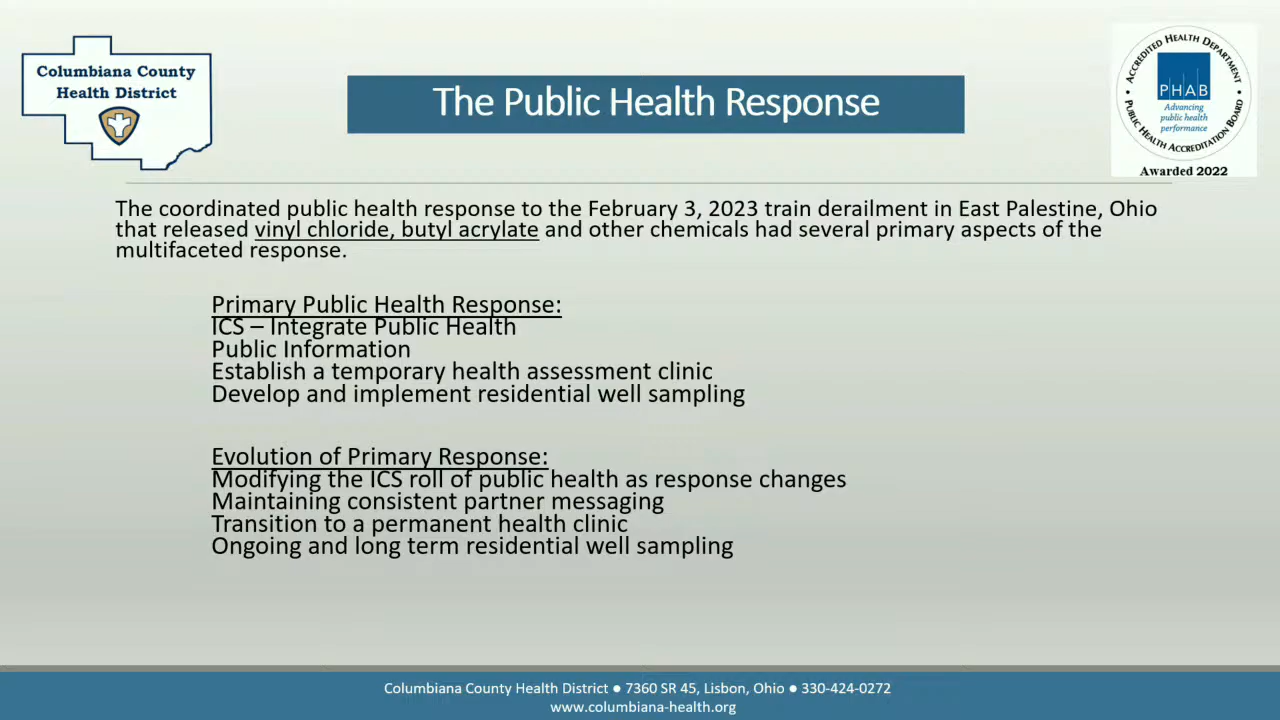 Columbiana County
Health District
The Public Health Response
ACCREDITED HEALTH DEPARTMENT
PUBLIC HEALTH ACCREDITATION BOARD
PHAB
Advancing
public health
performance
Awarded 2022
The coordinated public health response to the February 3, 2023 train derailment in East Palestine, Ohio
that released vinyl chloride, butyl acrylate and other chemicals had several primary aspects of the
multifaceted response.
Primary Public Health Response:
ICS – Integrate Public Health
Public Information
Establish a temporary health assessment clinic
Develop and implement residential well sampling
Evolution of Primary Response:
Modifying the ICS roll of public health as response changes
Maintaining consistent partner messaging
Transition to a permanent health clinic
Ongoing and long term residential well sampling
Columbiana County Health District ● 7360 SR 45, Lisbon, Ohio ● 330-424-0272
www.columbiana-health.org